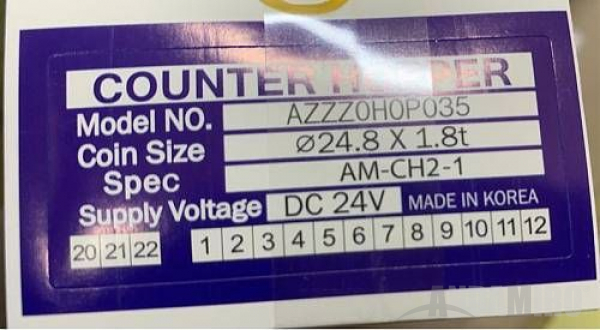 COUNTER HOPPER
Model NO. AZZZ0H0P035
Coin Size Ø24.8 X 1.8t
Spec AM-CH2-1
Supply Voltage DC 24V MADE IN KOREA
20 21 22 1 2 3 4 5 6 7 8 9 10 11 12